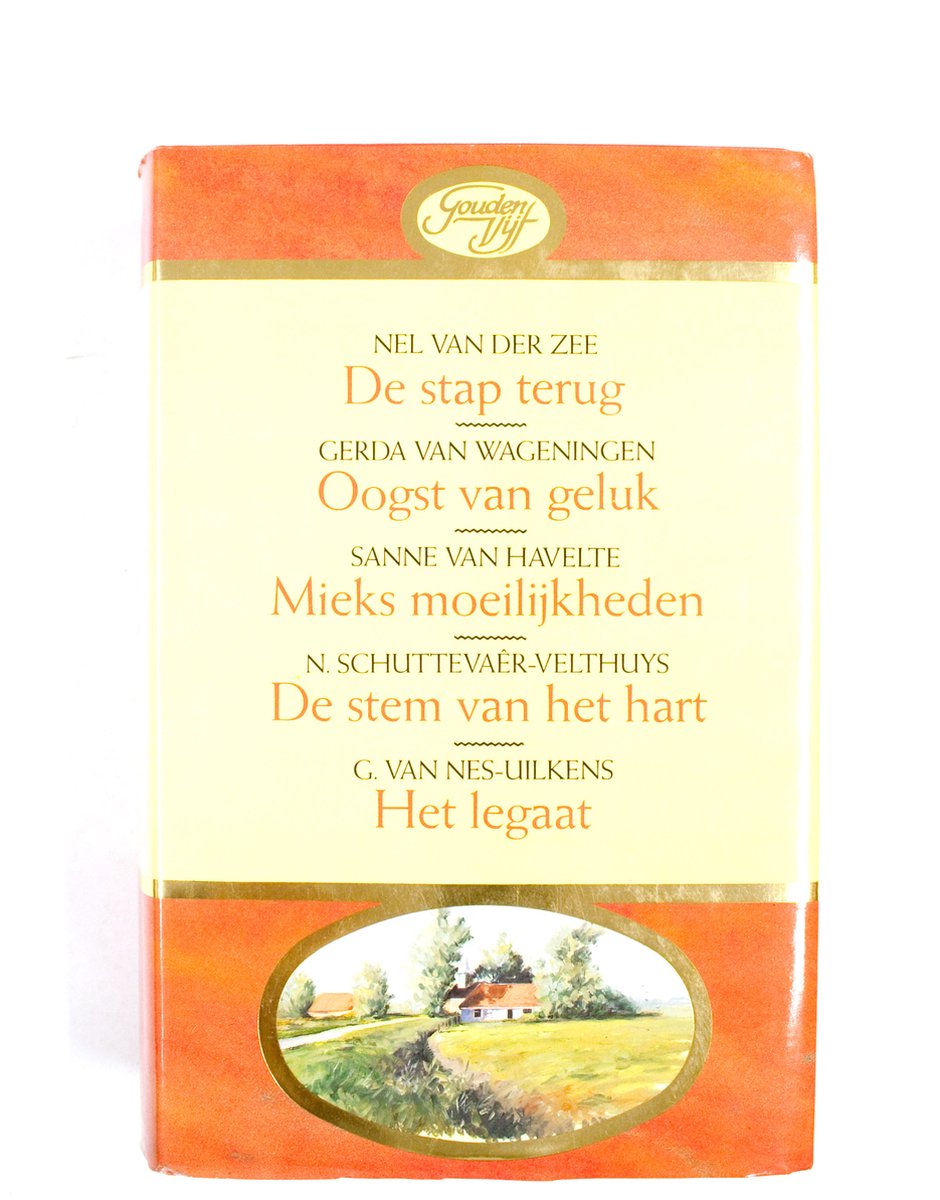 Gouden
Vijf
NEL VAN DER ZEE
De stap terug
GERDA VAN WAGENINGEN
Oogst van geluk
SANNE VAN HAVELTE
Mieks moeilijkheden
N. SCHUTTEVAÊR-VELTHUYS
De stem van het hart
G. VAN NES-UILKENS
Het legaat